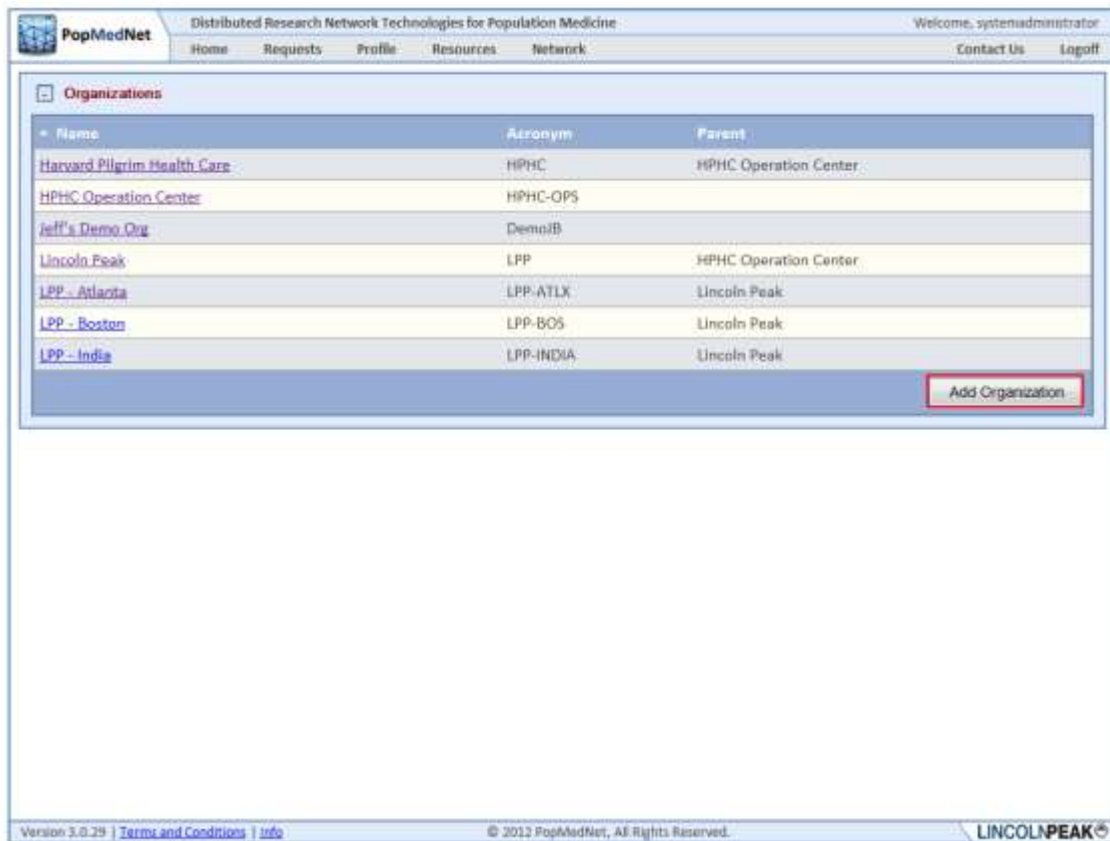 PopMedNet
Distributed Research Network Technologies for Population Medicine
Welcome, systemadministrator
Home Requests Profile Resources Network Contact Us Logoff
Organizations
Name Acronym Parent
Harvard Pilgrim Health Care HPHC HPHC Operation Center
HPHC Operation Center HPHC-OPS
Jeff's Demo Org DemoJB
Lincoln Peak LPP HPHC Operation Center
LPP - Atlanta LPP-ATLX Lincoln Peak
LPP - Boston LPP-BOS Lincoln Peak
LPP - India LPP-INDIA Lincoln Peak
Add Organization
Version 3.0.29 | Terms and Conditions | Info © 2012 PopMedNet, All Rights Reserved. LINCOLNPEAK